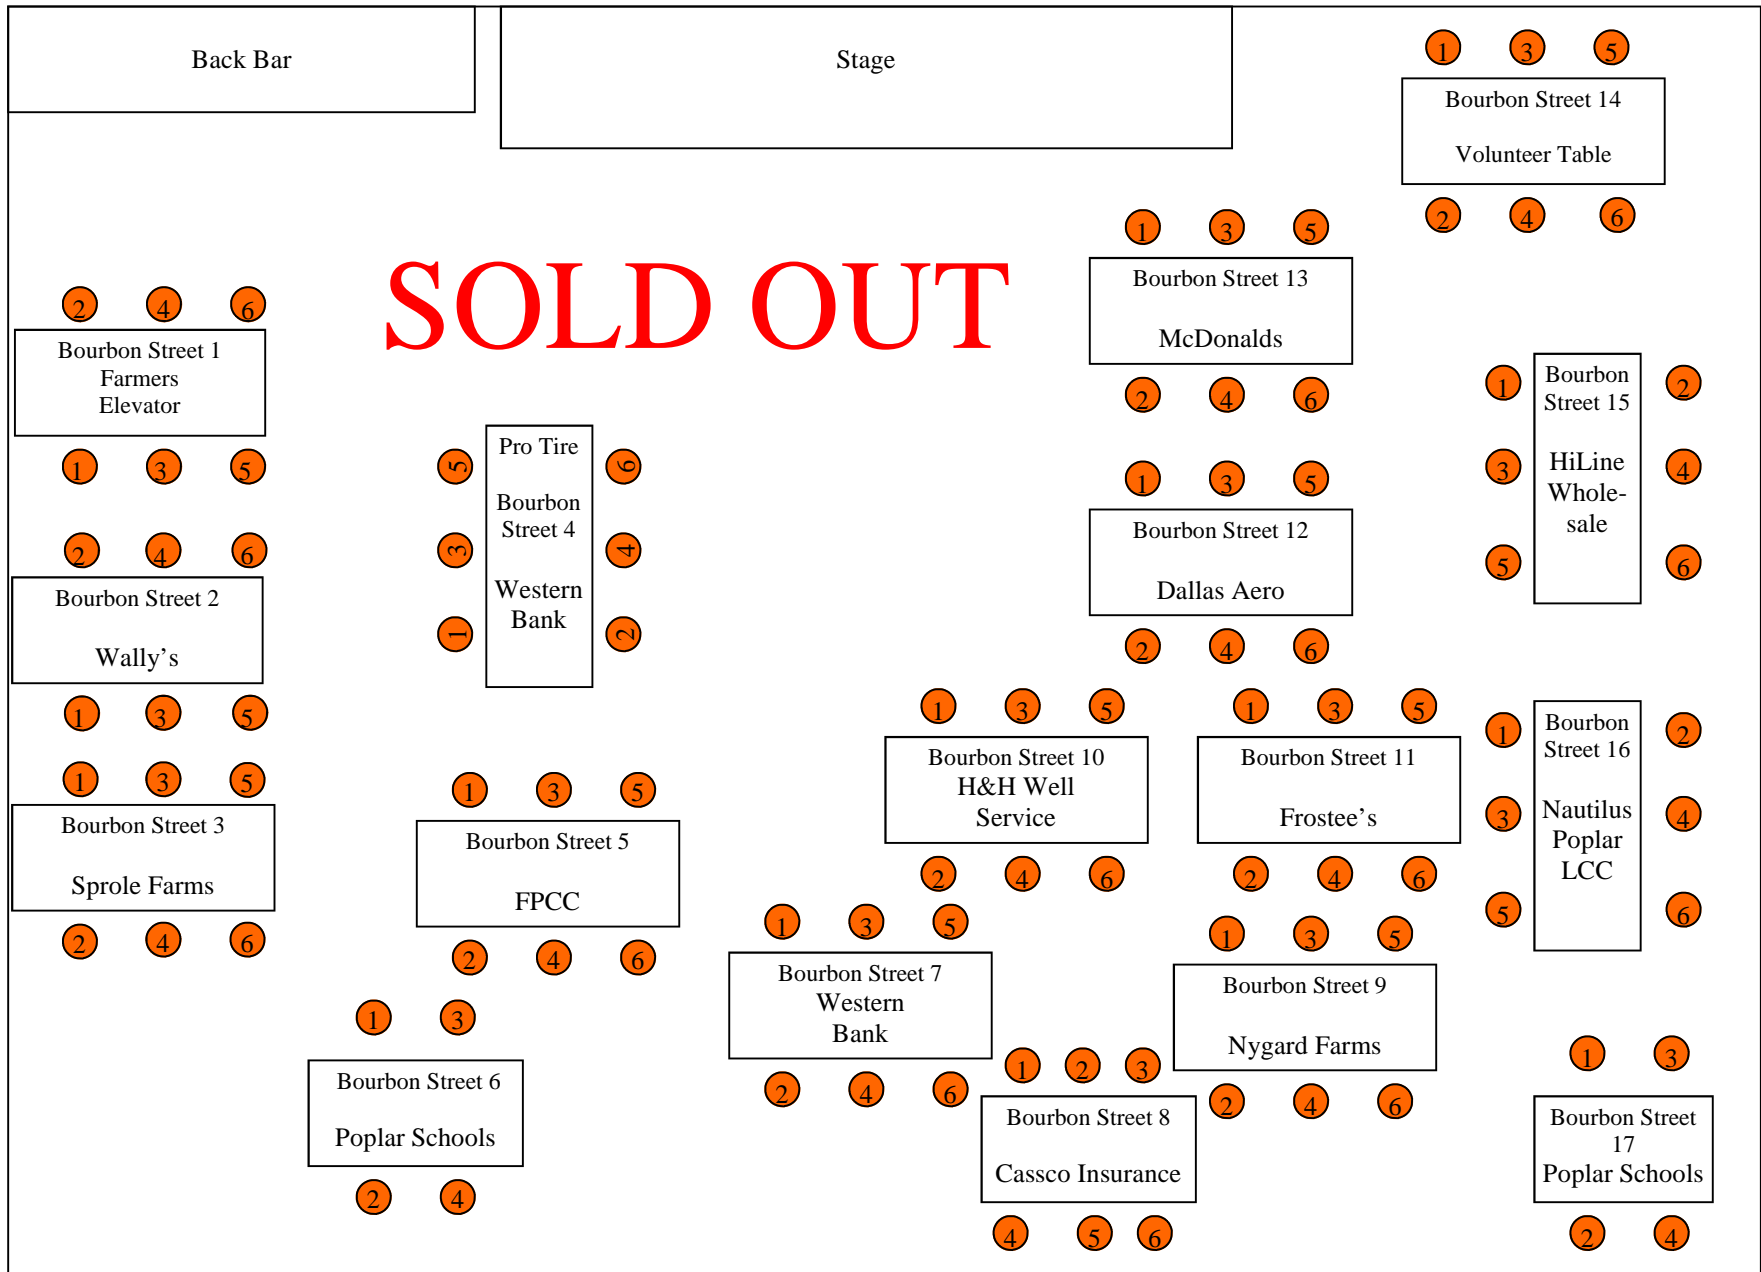 Back Bar
Stage
1 3 5
Bourbon Street 14
Volunteer Table
2 4 6
SOLD OUT
1 3 5
Bourbon Street 13
McDonalds
2 4 6
2 4 6
Bourbon Street 1
Farmers
Elevator
1 3 5
2 4 6
Bourbon Street 2
Wally's
1 3 5
1 3 5
Bourbon Street 3
Sprole Farms
2 4 6
5 6
3 4
1 2
Pro Tire
Bourbon
Street 4
Western
Bank
1 3 5
Bourbon Street 12
Dallas Aero
2 4 6
1 2
3 4
5 6
Bourbon
Street 15
HiLine
Whole-
sale
1 3 5
Bourbon Street 10
H&H Well
Service
2 4 6
1 3 5
Bourbon Street 11
Frostee's
2 4 6
1 2
3 4
5 6
Bourbon
Street 16
Nautilus
Poplar
LCC
1 3 5
Bourbon Street 5
FPCC
2 4 6
1 3
Bourbon Street 6
Poplar Schools
2 4
1 3 5
Bourbon Street 7
Western
Bank
2 4 6
1 3 5
Bourbon Street 9
Nygard Farms
2 4 6
1 2 3
Bourbon Street 8
Cassco Insurance
4 5 6
1 3
Bourbon Street
17
Poplar Schools
2 4